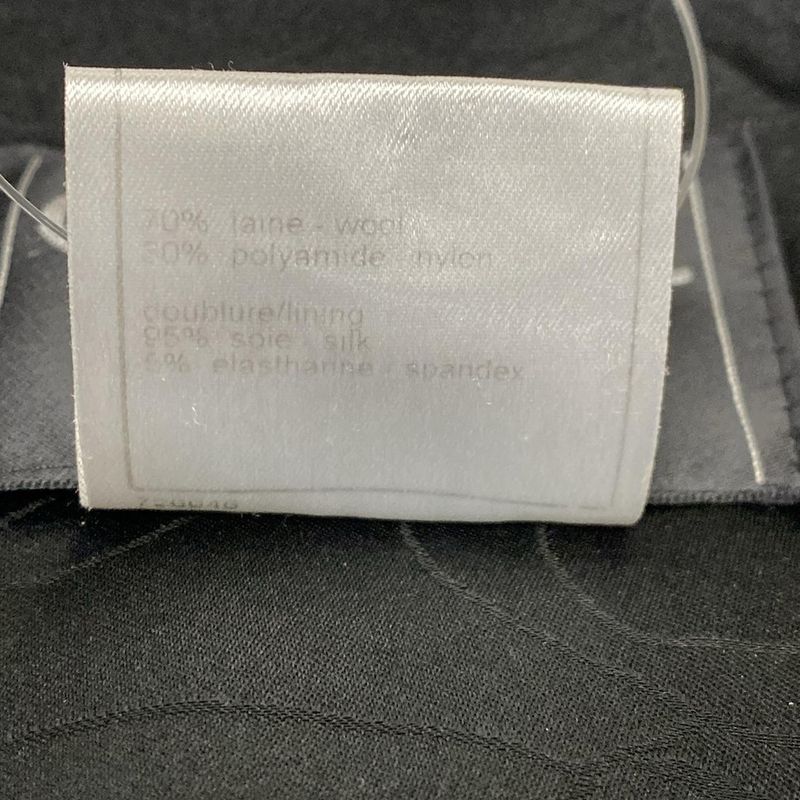 70% laine - wool
30% polyamide - nylon
doublure/lining
95% soie - silk
5% elasthanne - spandex